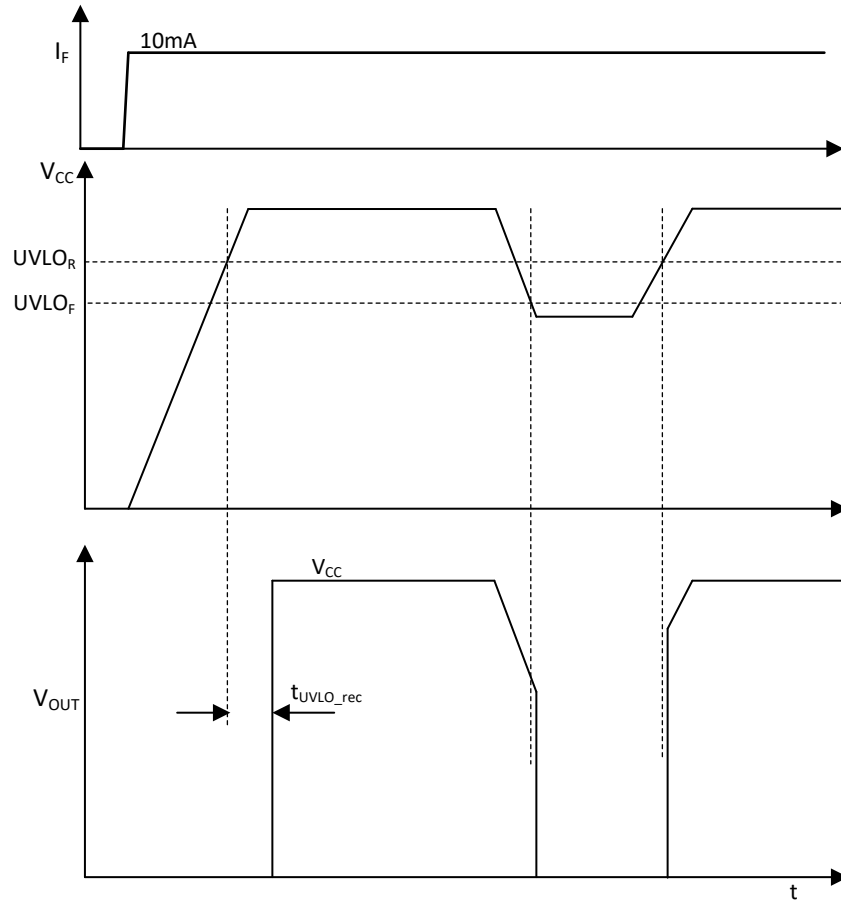 10mA
I_F
V_CC
UVLO_R
UVLO_F
V_CC
t_UVLO_rec
V_OUT
t